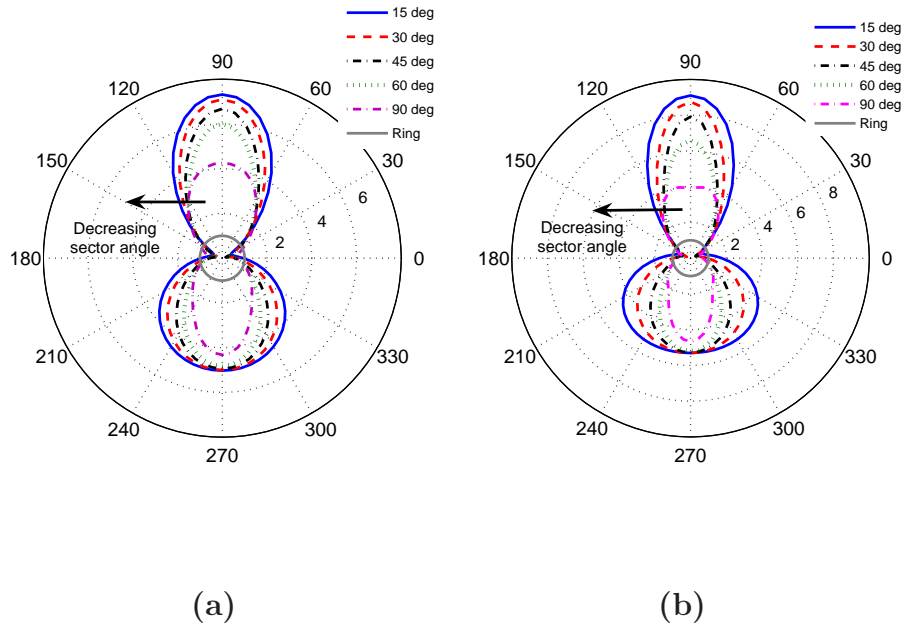 15 deg
30 deg
45 deg
60 deg
90 deg
Ring
90
120
60
150
30
180
0
210
330
240
300
270
2
4
6
Decreasing
sector angle
(a)
15 deg
30 deg
45 deg
60 deg
90 deg
Ring
90
120
60
150
30
180
0
210
330
240
300
270
2
4
6
8
Decreasing
sector angle
(b)